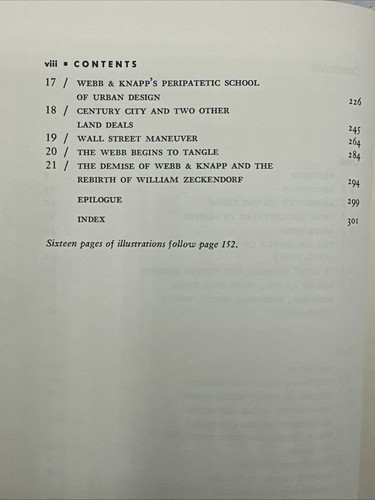 viii ▪ CONTENTS
17 / WEBB & KNAPP'S PERIPATETIC SCHOOL
OF URBAN DESIGN 226
18 / CENTURY CITY AND TWO OTHER
LAND DEALS 245
19 / WALL STREET MANEUVER 264
20 / THE WEBB BEGINS TO TANGLE 284
21 / THE DEMISE OF WEBB & KNAPP AND THE
REBIRTH OF WILLIAM ZECKENDORF 294
EPILOGUE 299
INDEX 301
Sixteen pages of illustrations follow page 152.